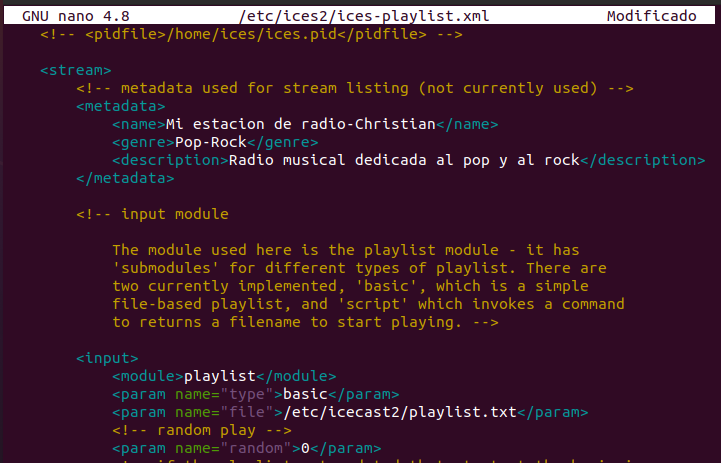 GNU nano 4.8 /etc/ices2/ices-playlist.xml Modificado
<!-- <pidfile>/home/ices/ices.pid</pidfile> -->
<stream>
<!-- metadata used for stream listing (not currently used) -->
<metadata>
<name>Mi estacion de radio-Christian</name>
<genre>Pop-Rock</genre>
<description>Radio musical dedicada al pop y al rock</description>
</metadata>
<!-- input module
The module used here is the playlist module - it has
'submodules' for different types of playlist. There are
two currently implemented, 'basic', which is a simple
file-based playlist, and 'script' which invokes a command
to returns a filename to start playing. -->
<input>
<module>playlist</module>
<param name="type">basic</param>
<param name="file">/etc/icecast2/playlist.txt</param>
<!-- random play -->
<param name="random">0</param>